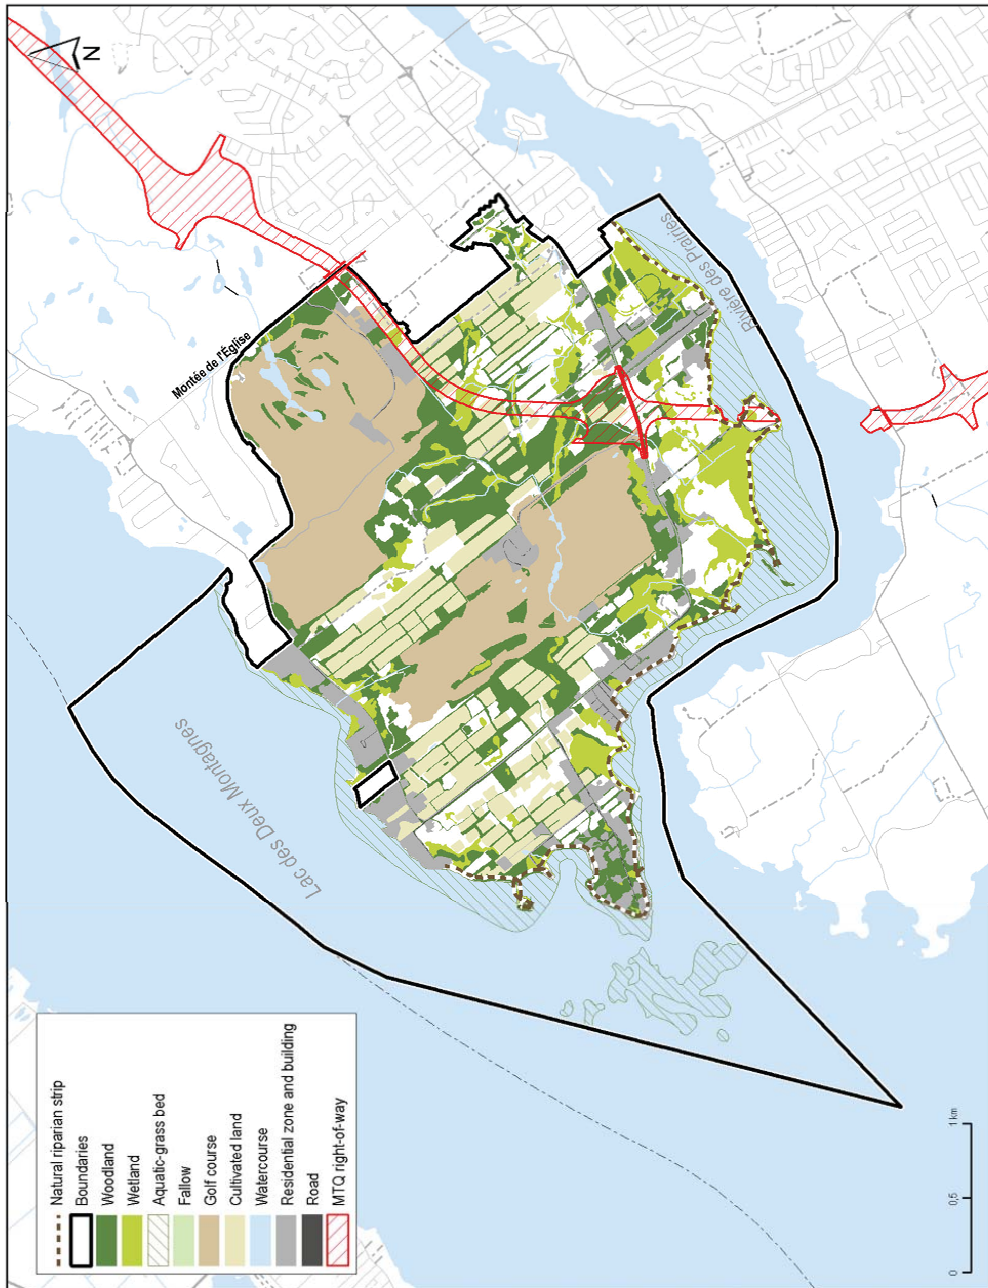 N
Montée de l'Église
Lac des Deux Montagnes
Rivière des Prairies
Natural riparian strip
Boundaries
Woodland
Wetland
Aquatic-grass bed
Fallow
Golf course
Cultivated land
Watercourse
Residential zone and building
Road
MTQ right-of-way
0 0,5 1 km